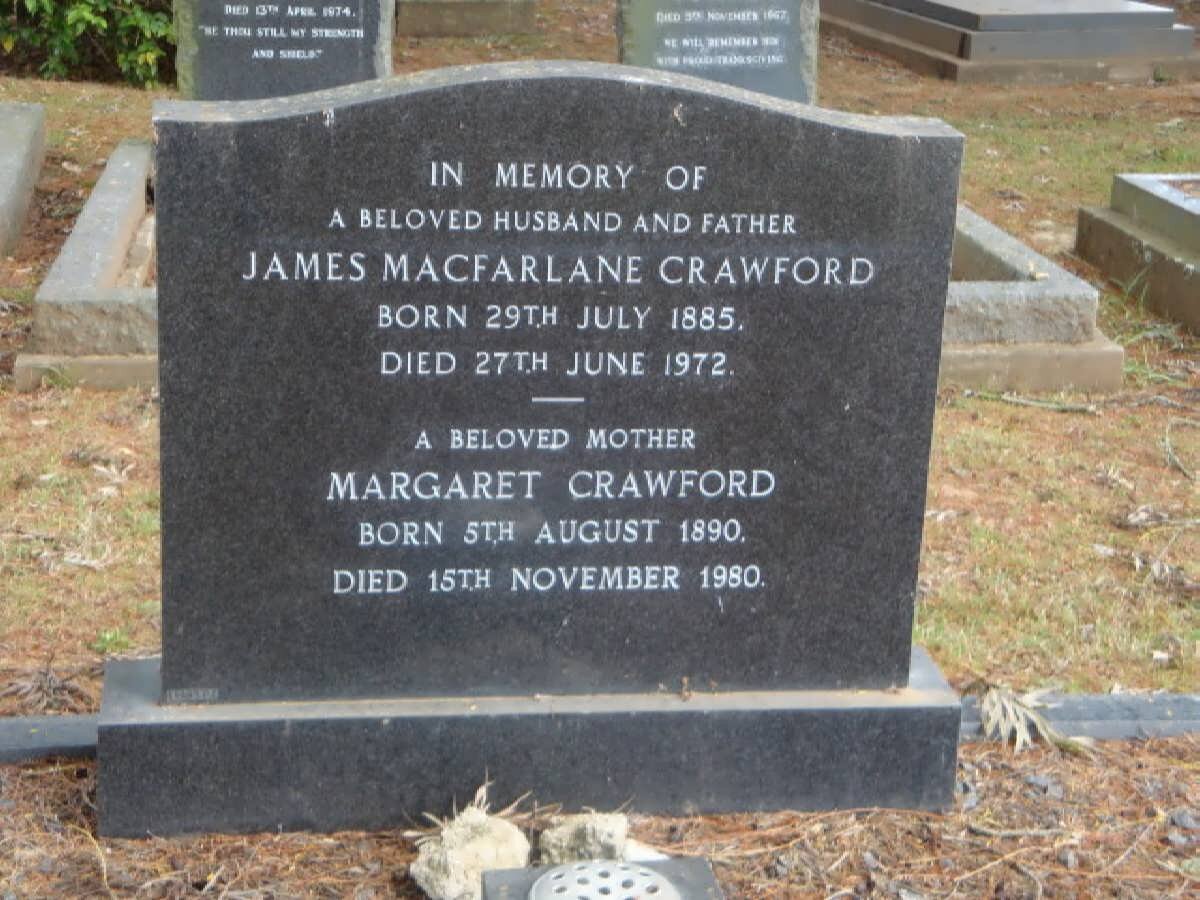 DIED 13TH APRIL 1974.
"BE THOU STILL MY STRENGTH
AND SHIELD."
DIED 5TH NOVEMBER 1967.
WE WILL REMEMBER HIM
WITH PROUD THANKSGIVING
IN MEMORY OF
A BELOVED HUSBAND AND FATHER
JAMES MACFARLANE CRAWFORD
BORN 29TH JULY 1885.
DIED 27TH JUNE 1972.
A BELOVED MOTHER
MARGARET CRAWFORD
BORN 5TH AUGUST 1890.
DIED 15TH NOVEMBER 1980.